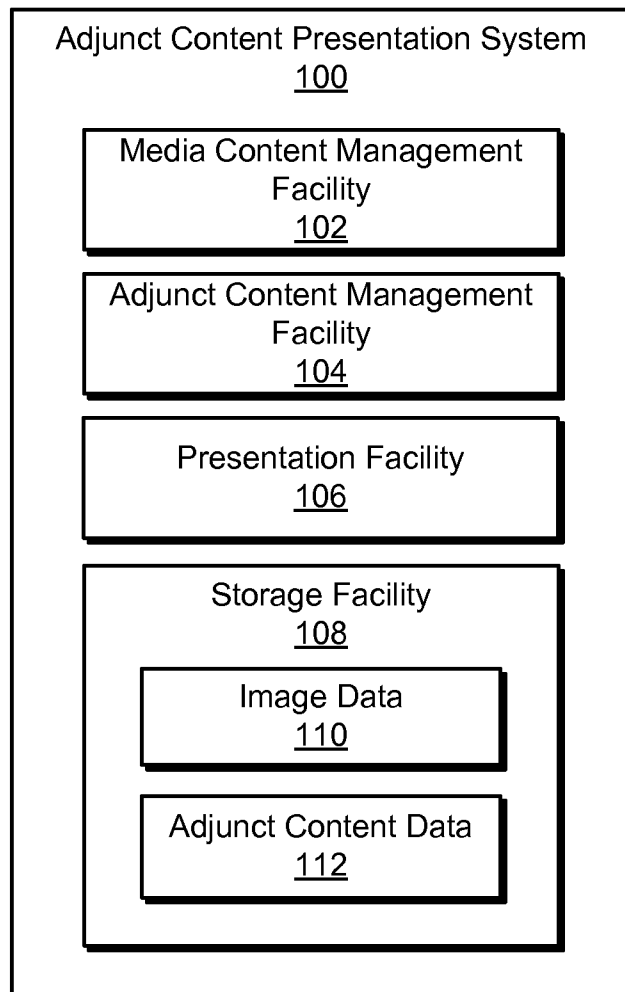 Adjunct Content Presentation System
100
Media Content Management
Facility
102
Adjunct Content Management
Facility
104
Presentation Facility
106
Storage Facility
108
Image Data
110
Adjunct Content Data
112